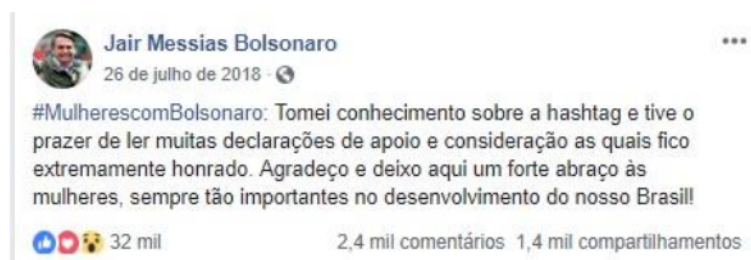 Jair Messias Bolsonaro
26 de julho de 2018 ·
#MulherescomBolsonaro: Tomei conhecimento sobre a hashtag e tive o
prazer de ler muitas declarações de apoio e consideração as quais fico
extremamente honrado. Agradeço e deixo aqui um forte abraço às
mulheres, sempre tão importantes no desenvolvimento do nosso Brasil!
32 mil 2,4 mil comentários 1,4 mil compartilhamentos